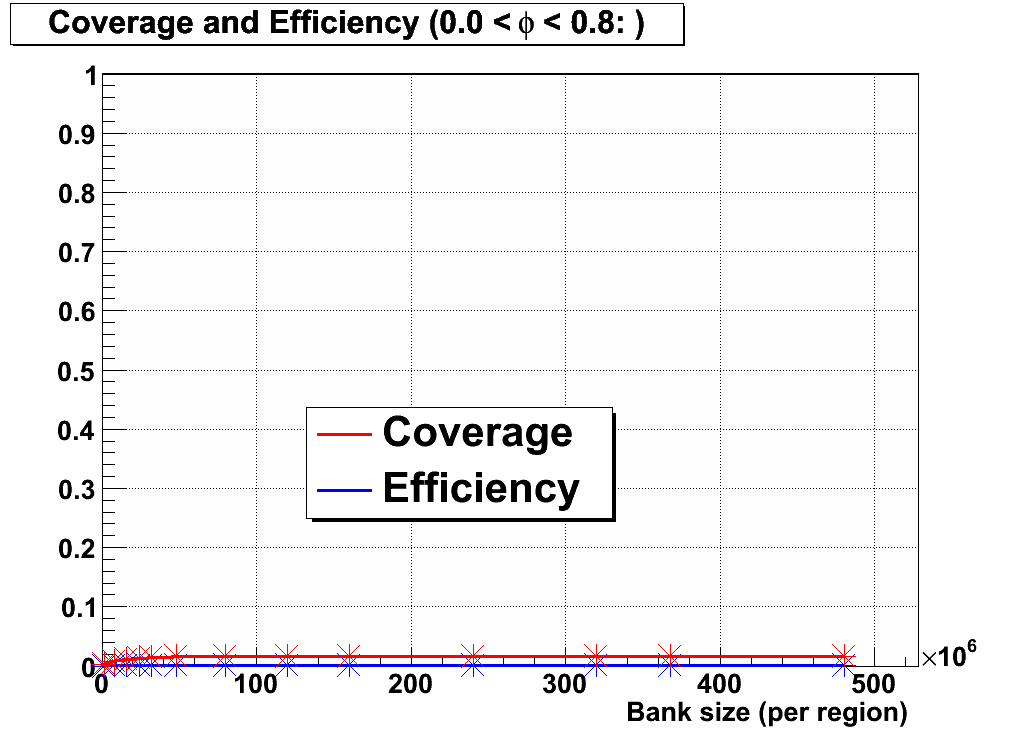 Coverage and Efficiency (0.0 < ϕ < 0.8: )
1
0.9
0.8
0.7
0.6
0.5
0.4
0.3
0.2
0.1
0
Coverage
Efficiency
0 100 200 300 400 500
×10⁶
Bank size (per region)